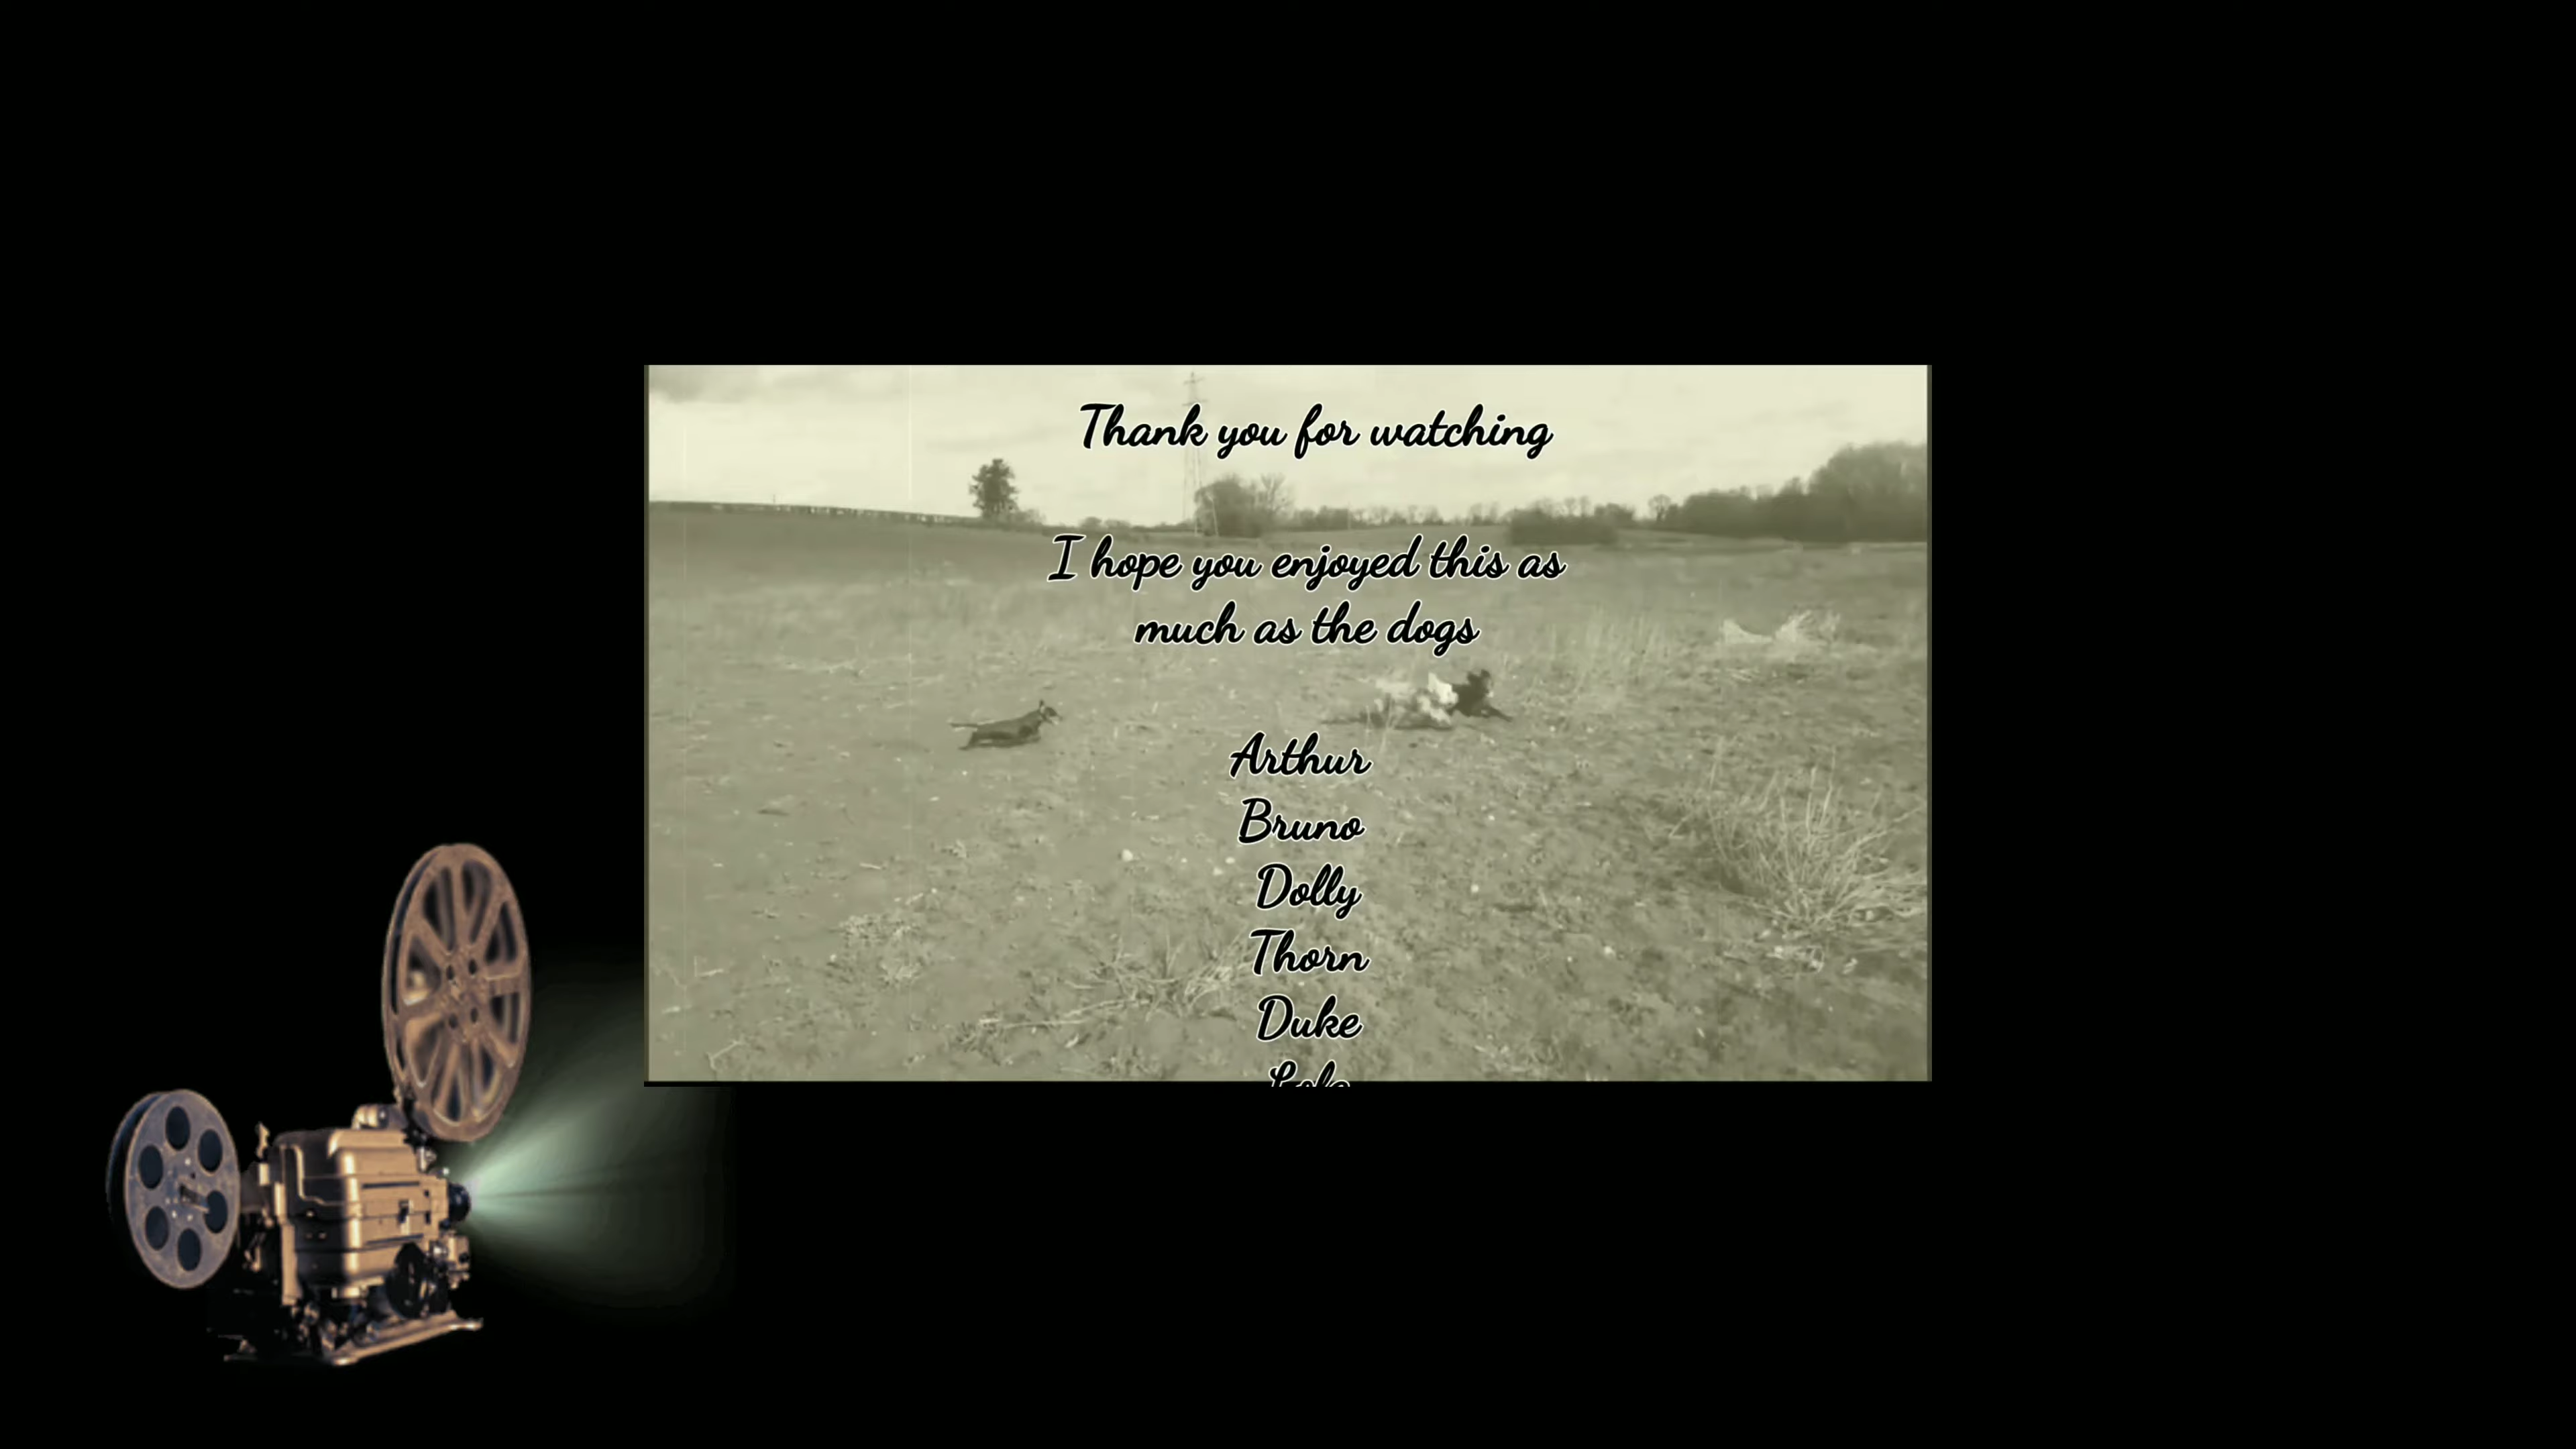 Thank you for watching
I hope you enjoyed this as
much as the dogs
Arthur
Bruno
Dolly
Thorn
Duke